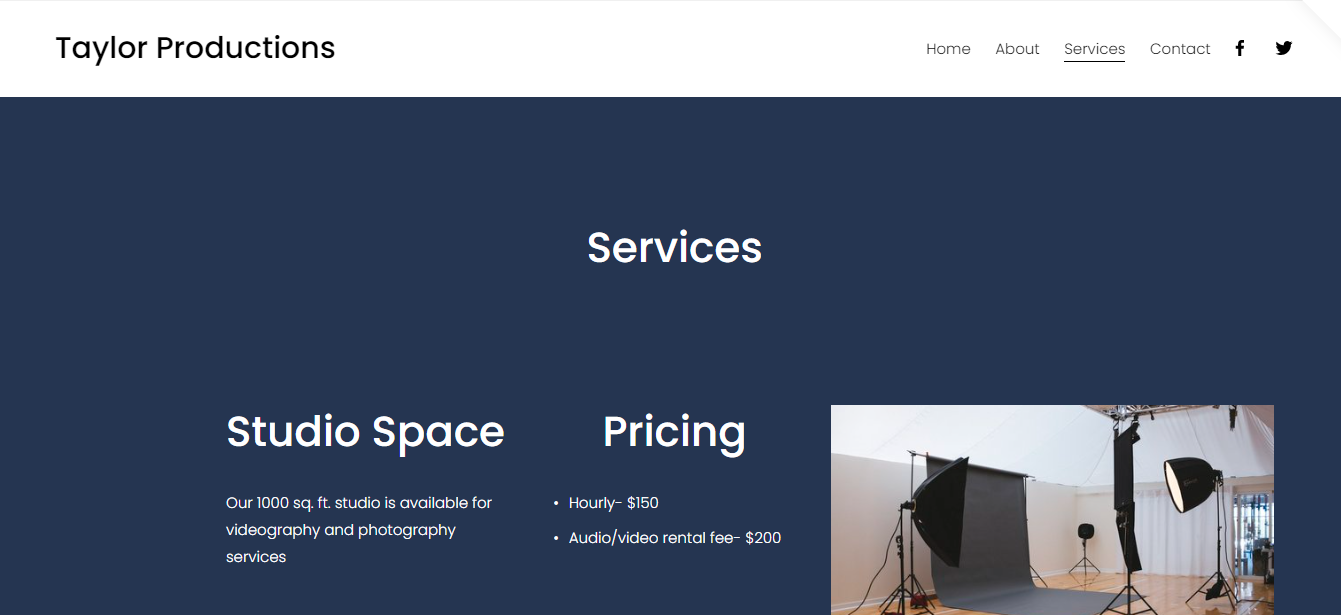 Taylor Productions
Home About Services Contact
Services
Studio Space
Our 1000 sq. ft. studio is available for
videography and photography
services
Pricing
• Hourly- $150
• Audio/video rental fee- $200